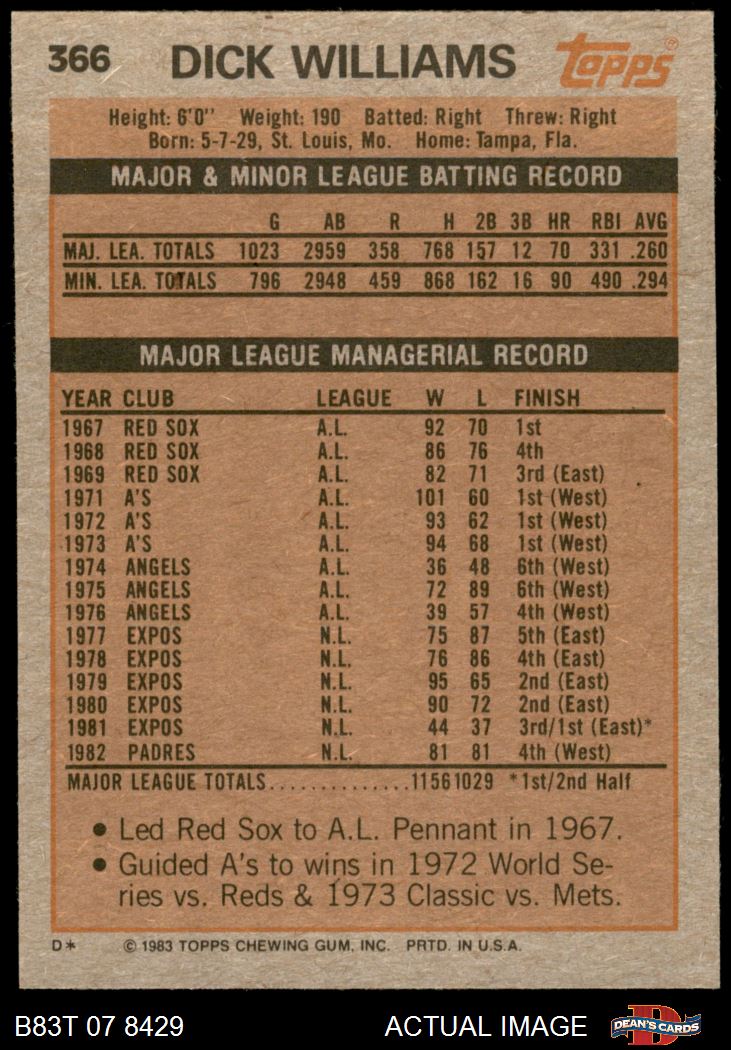 366 DICK WILLIAMS topps®
Height: 6'0" Weight: 190 Batted: Right Threw: Right
Born: 5-7-29, St. Louis, Mo. Home: Tampa, Fla.
MAJOR & MINOR LEAGUE BATTING RECORD
G AB R H 2B 3B HR RBI AVG
MAJ. LEA. TOTALS 1023 2959 358 768 157 12 70 331 .260
MIN. LEA. TOTALS 796 2948 459 868 162 16 90 490 .294
MAJOR LEAGUE MANAGERIAL RECORD
YEAR CLUB LEAGUE W L FINISH
1967 RED SOX A.L. 92 70 1st
1968 RED SOX A.L. 86 76 4th
1969 RED SOX A.L. 82 71 3rd (East)
1971 A'S A.L. 101 60 1st (West)
1972 A'S A.L. 93 62 1st (West)
1973 A'S A.L. 94 68 1st (West)
1974 ANGELS A.L. 36 48 6th (West)
1975 ANGELS A.L. 72 89 6th (West)
1976 ANGELS A.L. 39 57 4th (West)
1977 EXPOS N.L. 75 87 5th (East)
1978 EXPOS N.L. 76 86 4th (East)
1979 EXPOS N.L. 95 65 2nd (East)
1980 EXPOS N.L. 90 72 2nd (East)
1981 EXPOS N.L. 44 37 3rd/1st (East)*
1982 PADRES N.L. 81 81 4th (West)
MAJOR LEAGUE TOTALS..............11561029 *1st/2nd Half
• Led Red Sox to A.L. Pennant in 1967.
• Guided A's to wins in 1972 World Se-
ries vs. Reds & 1973 Classic vs. Mets.
D* © 1983 TOPPS CHEWING GUM, INC. PRTD. IN U.S.A.
B83T 07 8429 ACTUAL IMAGE D DEAN'S CARDS